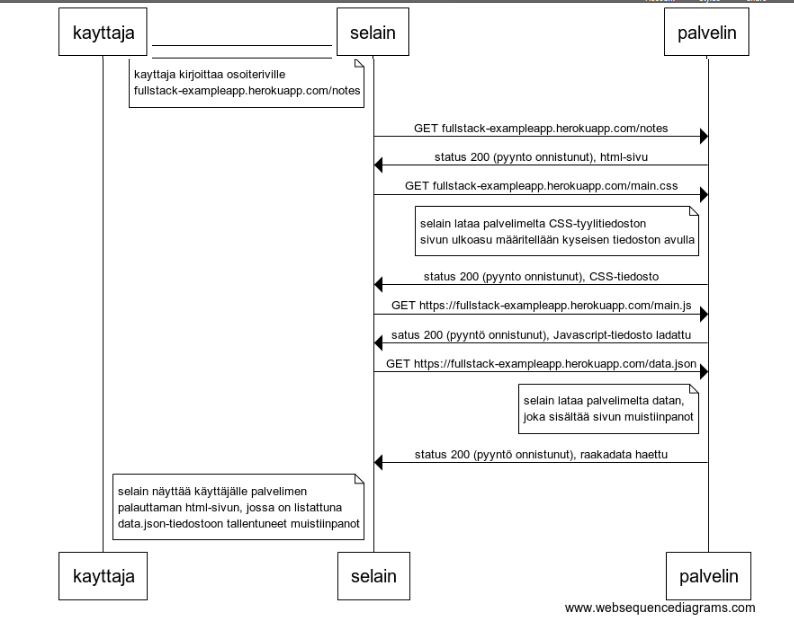 kayttaja
selain
palvelin
kayttaja kirjoittaa osoiteriville
fullstack-exampleapp.herokuapp.com/notes
GET fullstack-exampleapp.herokuapp.com/notes
status 200 (pyynto onnistunut), html-sivu
GET fullstack-exampleapp.herokuapp.com/main.css
selain lataa palvelimelta CSS-tyylitiedoston
sivun ulkoasu määritellään kyseisen tiedoston avulla
status 200 (pyynto onnistunut), CSS-tiedosto
GET https://fullstack-exampleapp.herokuapp.com/main.js
satus 200 (pyyntö onnistunut), Javascript-tiedosto ladattu
GET https://fullstack-exampleapp.herokuapp.com/data.json
selain lataa palvelimelta datan,
joka sisältää sivun muistiinpanot
status 200 (pyyntö onnistunut), raakadata haettu
selain näyttää käyttäjälle palvelimen
palauttaman html-sivun, jossa on listattuna
data.json-tiedostoon tallentuneet muistiinpanot
kayttaja
selain
palvelin
www.websequencediagrams.com